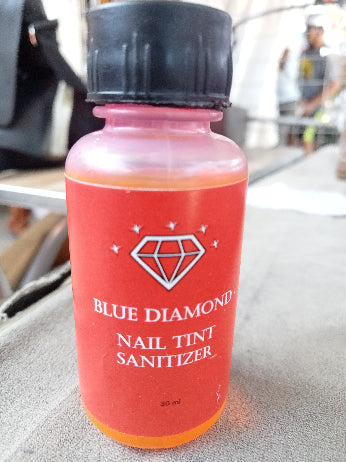 BLUE DIAMOND
NAIL TINT
SANITIZER
30 ml